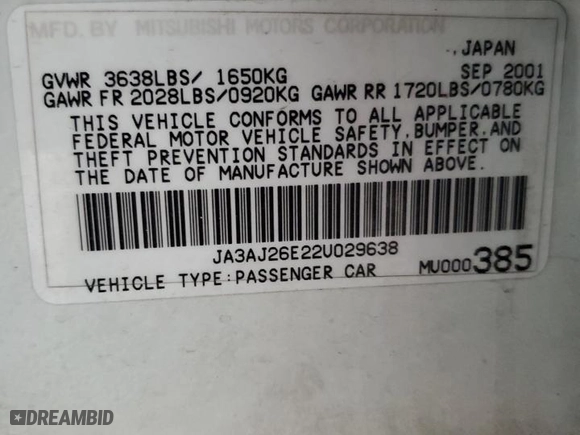 MFD. BY MITSUBISHI MOTORS CORPORATION
., JAPAN
GVWR 3638LBS/ 1650KG SEP 2001
GAWR FR 2028LBS/0920KG GAWR RR 1720LBS/0780KG
THIS VEHICLE CONFORMS TO ALL APPLICABLE
FEDERAL MOTOR VEHICLE SAFETY,BUMPER,AND
THEFT PREVENTION STANDARDS IN EFFECT ON
THE DATE OF MANUFACTURE SHOWN ABOVE.
JA3AJ26E22U029638
VEHICLE TYPE:PASSENGER CAR MU000385
DREAMBID